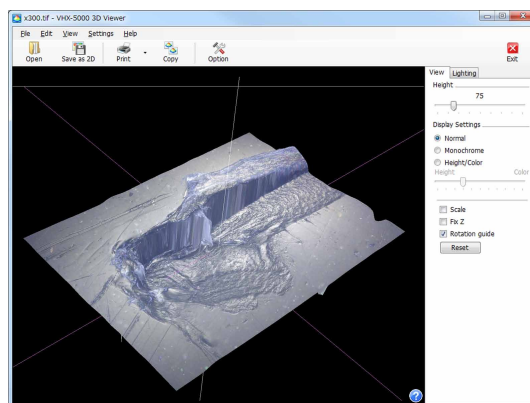 x300.tif - VHX-5000 3D Viewer
File Edit View Settings Help
Open Save as 2D Print Copy Option Exit
View Lighting
Height
75
Display Settings
Normal
Monochrome
Height/Color
Height Color
Scale
Fix Z
Rotation guide
Reset
?